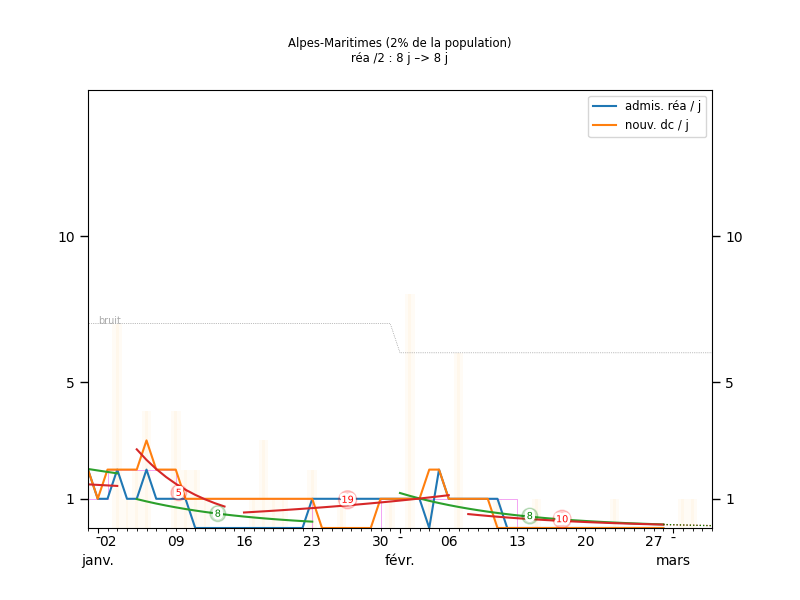 Alpes-Maritimes (2% de la population)
réa /2 : 8 j –> 8 j
admis. réa / j
nouv. dc / j
10
10
bruit
5
5
5
8
19
8
10
1
1
02
09
16
23
30
06
13
20
27
janv.
févr.
mars